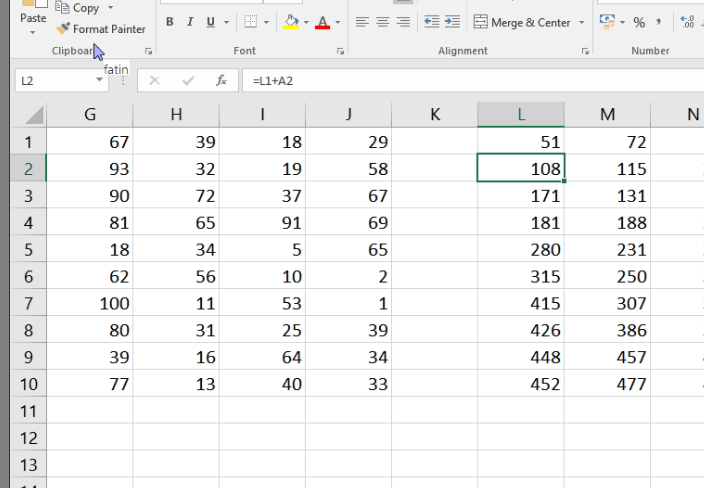 Copy
Paste
Format Painter
B I U A
Merge & Center
% ,
Clipboard
Font
Alignment
Number
fatin
L2
fx
=L1+A2
G H I J K L M N
1 67 39 18 29 51 72
2 93 32 19 58 108 115
3 90 72 37 67 171 131
4 81 65 91 69 181 188
5 18 34 5 65 280 231
6 62 56 10 2 315 250
7 100 11 53 1 415 307
8 80 31 25 39 426 386
9 39 16 64 34 448 457
10 77 13 40 33 452 477
11
12
13